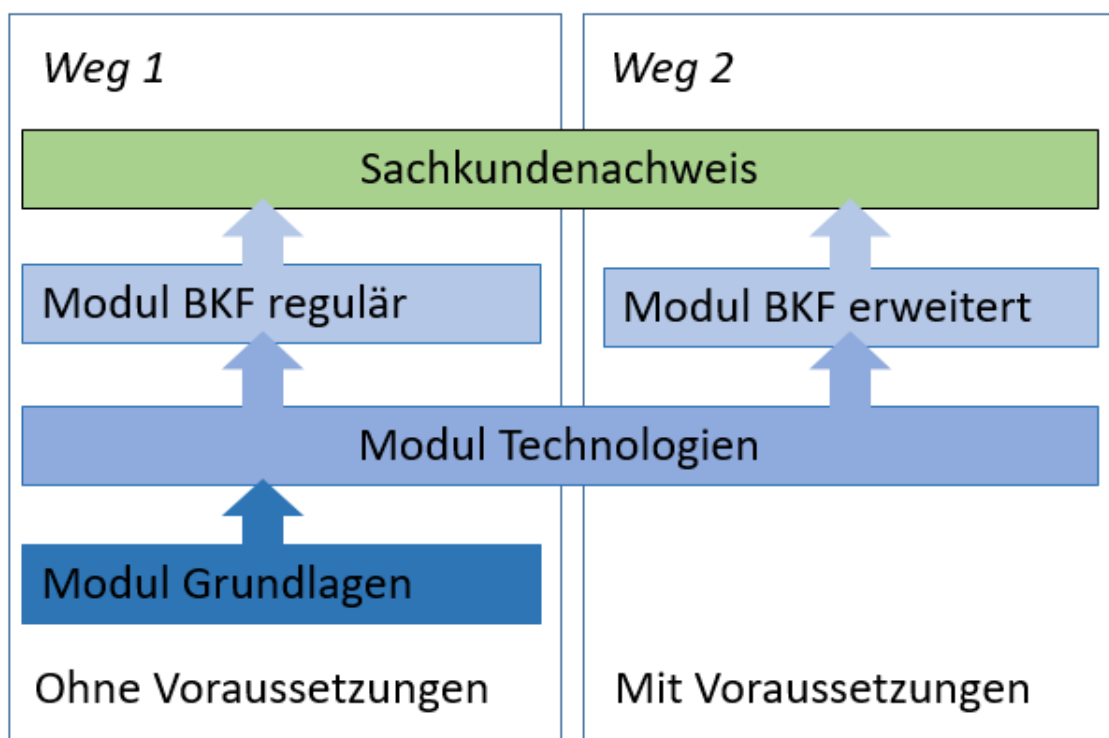 Weg 1
Weg 2
Sachkundenachweis
Modul BKF regulär
Modul BKF erweitert
Modul Technologien
Modul Grundlagen
Ohne Voraussetzungen
Mit Voraussetzungen